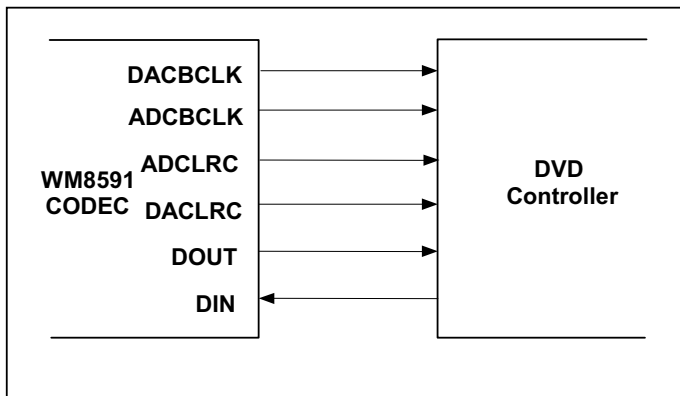 DACBCLK
ADCBCLK
ADCLRC
WM8591
CODEC
DACLRC
DOUT
DIN
DVD
Controller